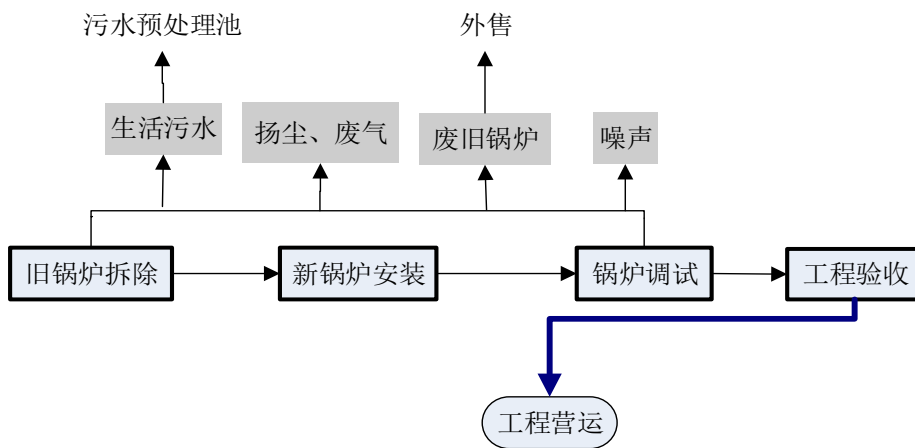 污水预处理池
外售
生活污水
扬尘、废气
废旧锅炉
噪声
旧锅炉拆除
新锅炉安装
锅炉调试
工程验收
工程营运